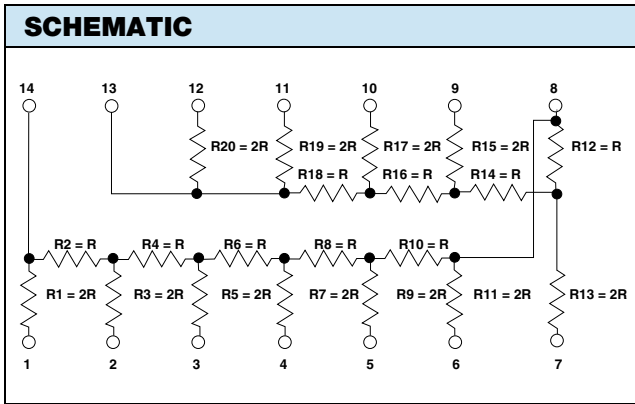 SCHEMATIC
14 13 12 11 10 9 8
R20 = 2R R19 = 2R R17 = 2R R15 = 2R R12 = R
R18 = R R16 = R R14 = R
R2 = R R4 = R R6 = R R8 = R R10 = R
R1 = 2R R3 = 2R R5 = 2R R7 = 2R R9 = 2R R11 = 2R R13 = 2R
1 2 3 4 5 6 7